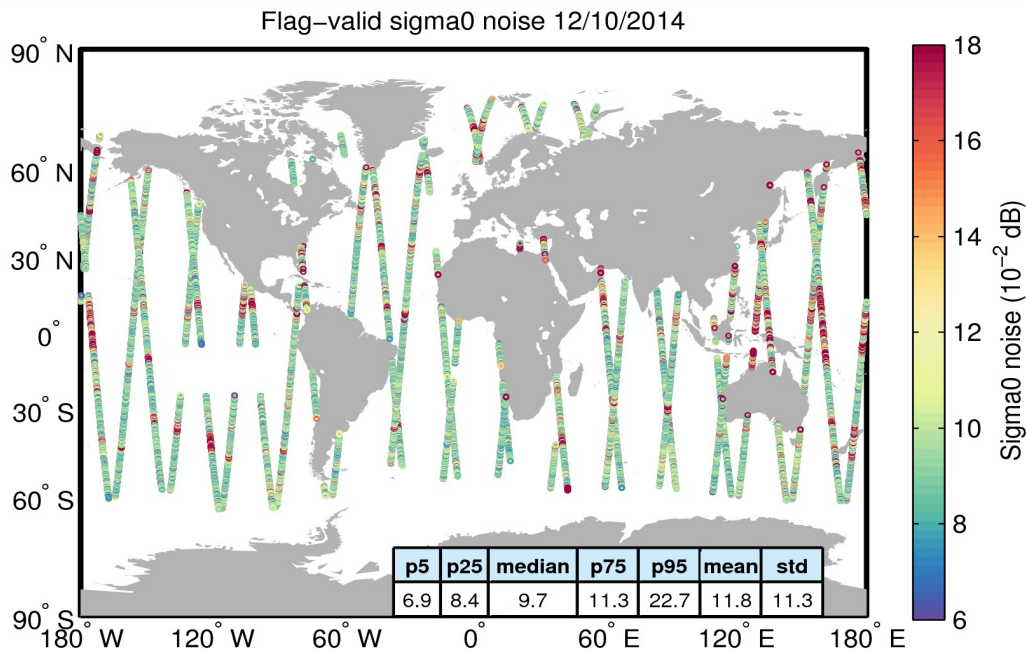 Flag−valid sigma0 noise 12/10/2014
90° N
60° N
30° N
0°
30° S
60° S
90° S
180° W
120° W
60° W
0°
60° E
120° E
180° E
p5 p25 median p75 p95 mean std
6.9 8.4 9.7 11.3 22.7 11.8 11.3
18
16
14
12
10
8
6
Sigma0 noise (10⁻² dB)